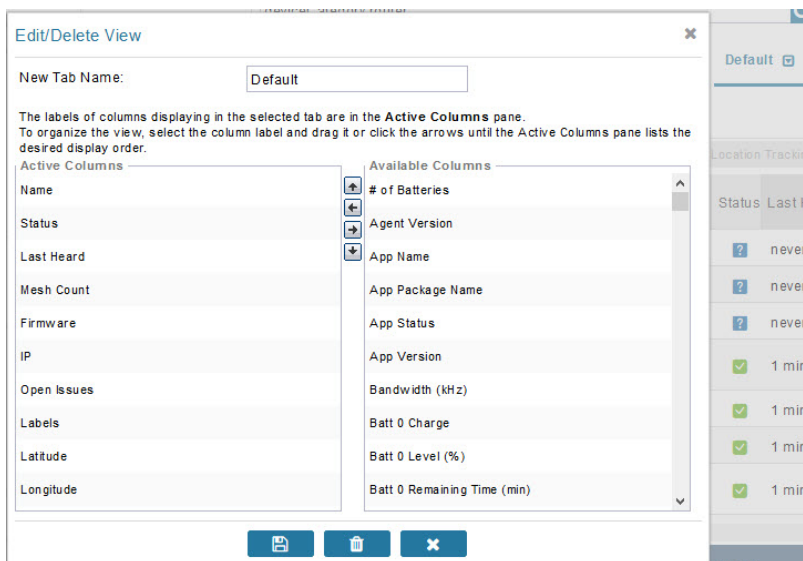 Edit/Delete View
New Tab Name:
Default
The labels of columns displaying in the selected tab are in the Active Columns pane.
To organize the view, select the column label and drag it or click the arrows until the Active Columns pane lists the
desired display order.
Active Columns
Name
Status
Last Heard
Mesh Count
Firmware
IP
Open Issues
Labels
Latitude
Longitude
Available Columns
# of Batteries
Agent Version
App Name
App Package Name
App Status
App Version
Bandwidth (kHz)
Batt 0 Charge
Batt 0 Level (%)
Batt 0 Remaining Time (min)
Default
Location
Status Last
? never
? never
? never
1 min
1 min
1 min
1 min